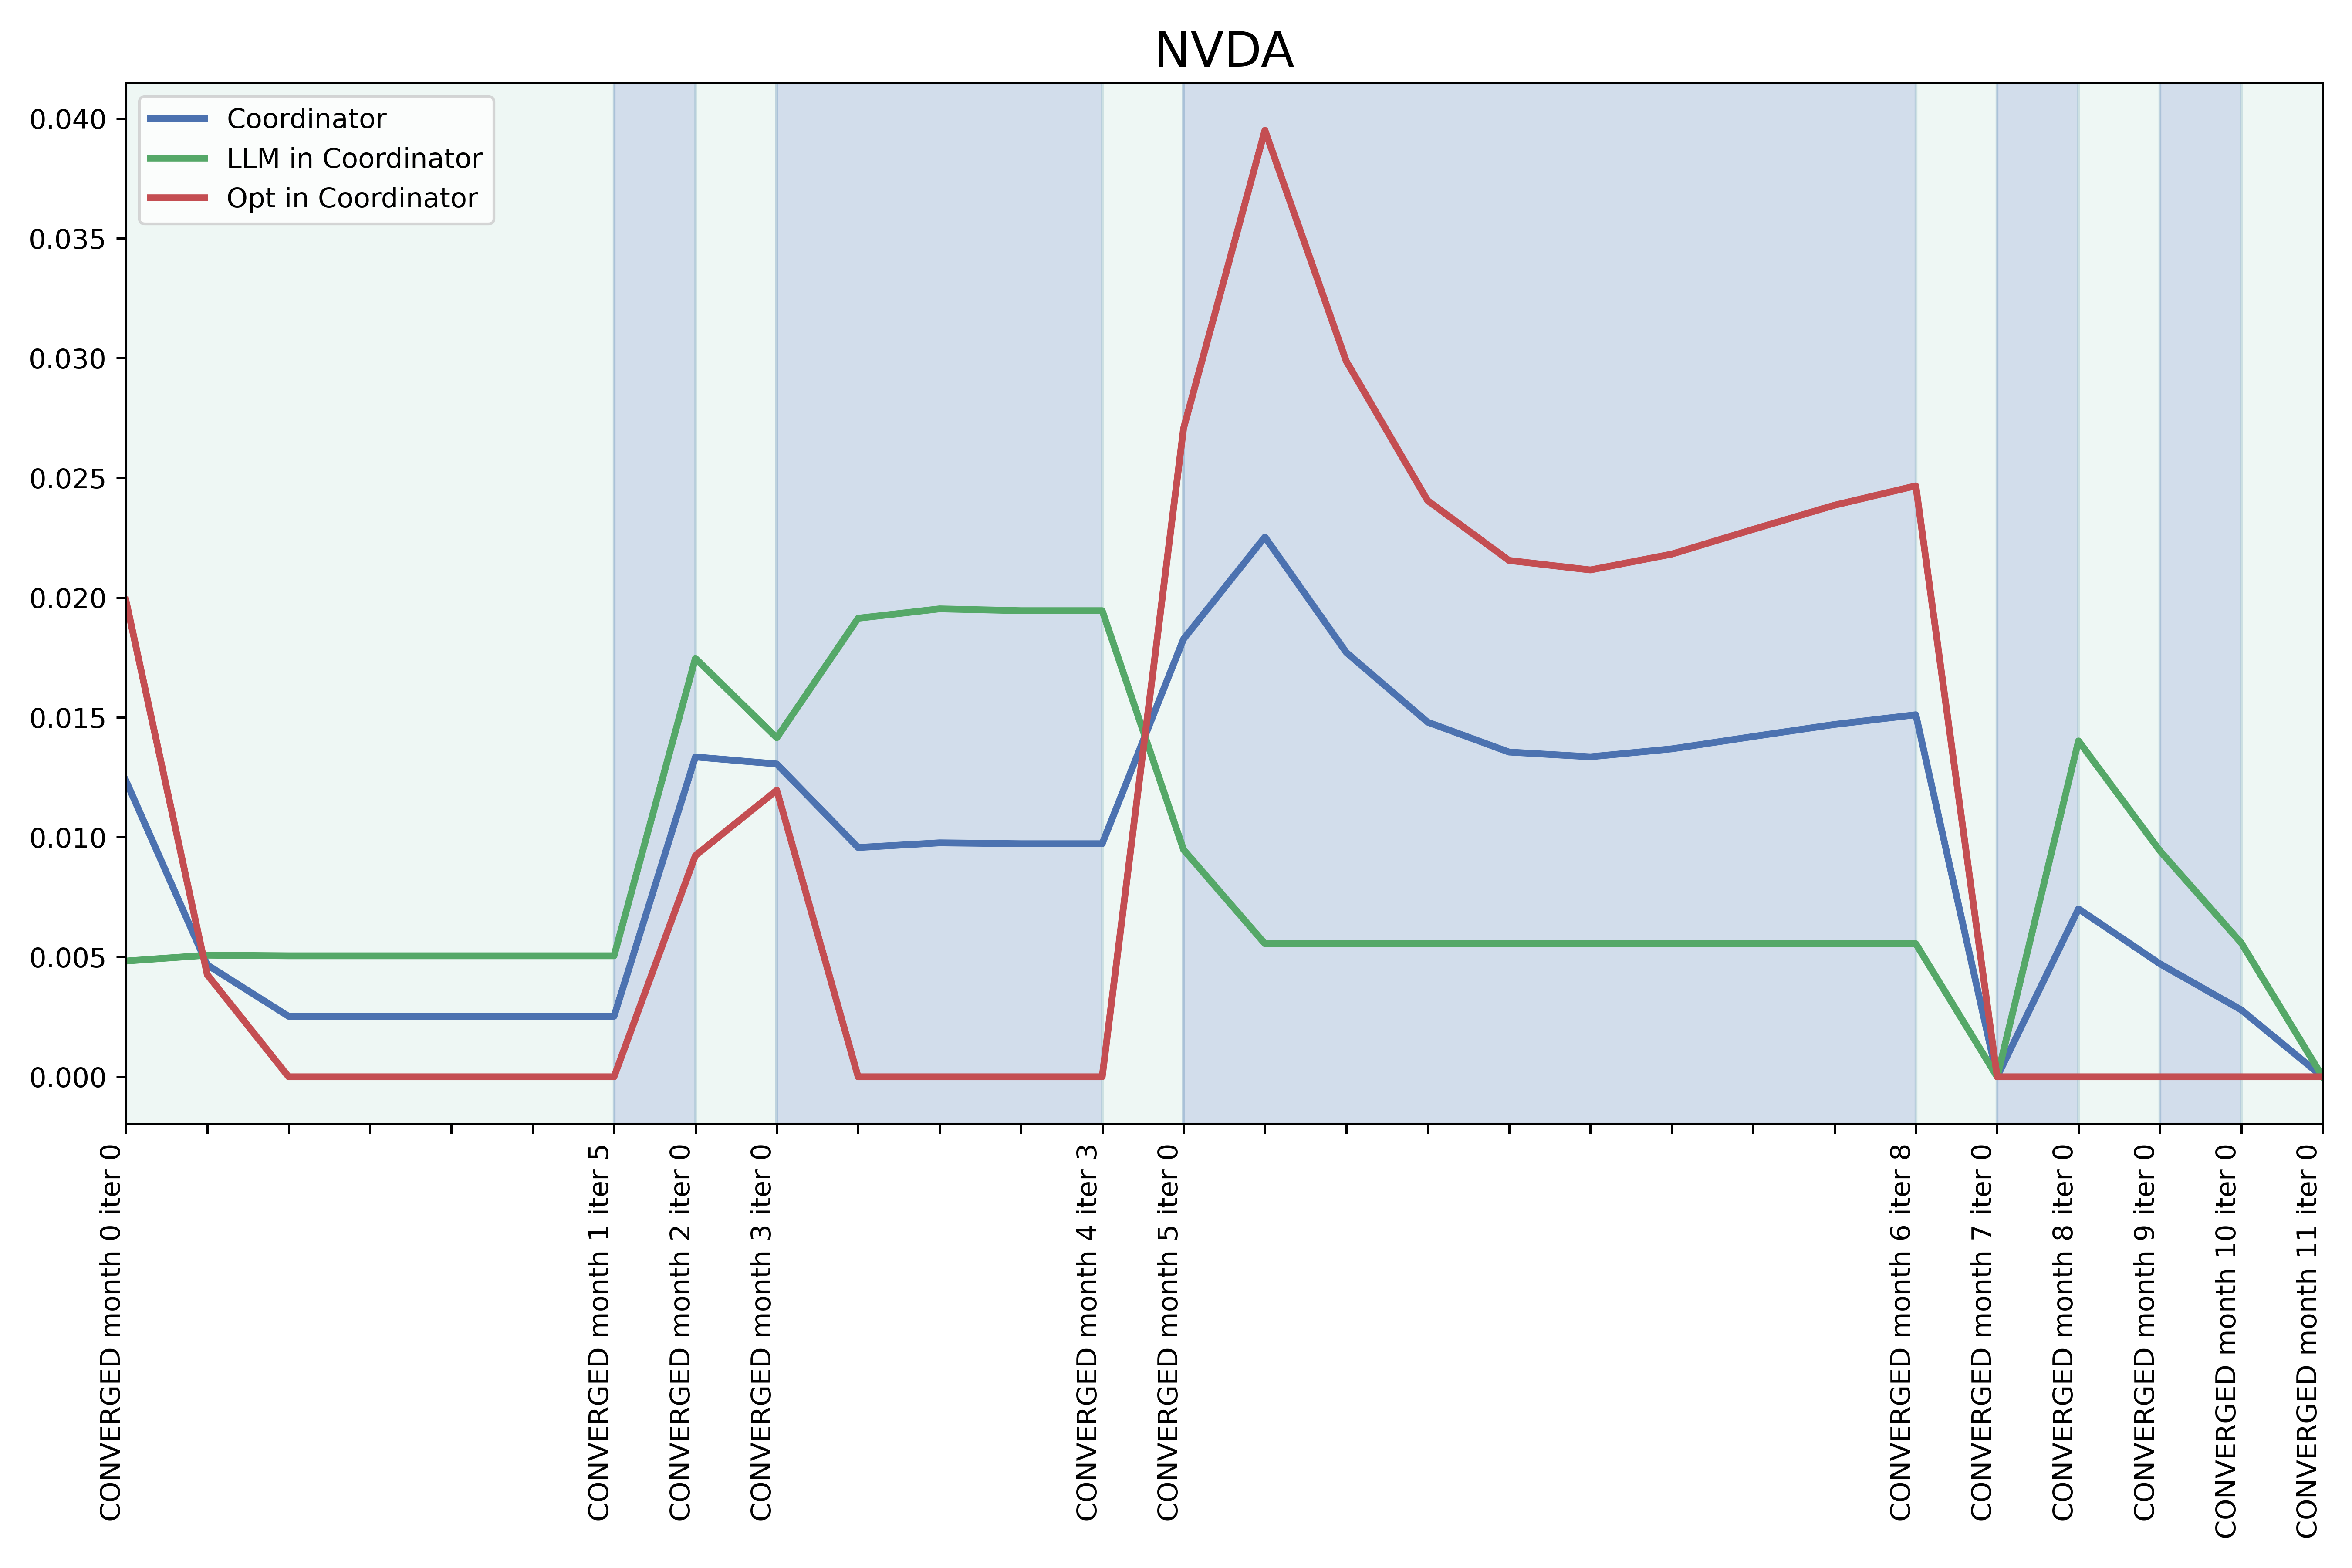 NVDA
Coordinator
LLM in Coordinator
Opt in Coordinator
0.040
0.035
0.030
0.025
0.020
0.015
0.010
0.005
0.000
CONVERGED month 0 iter 0
CONVERGED month 1 iter 5
CONVERGED month 2 iter 0
CONVERGED month 3 iter 0
CONVERGED month 4 iter 3
CONVERGED month 5 iter 0
CONVERGED month 6 iter 8
CONVERGED month 7 iter 0
CONVERGED month 8 iter 0
CONVERGED month 9 iter 0
CONVERGED month 10 iter 0
CONVERGED month 11 iter 0